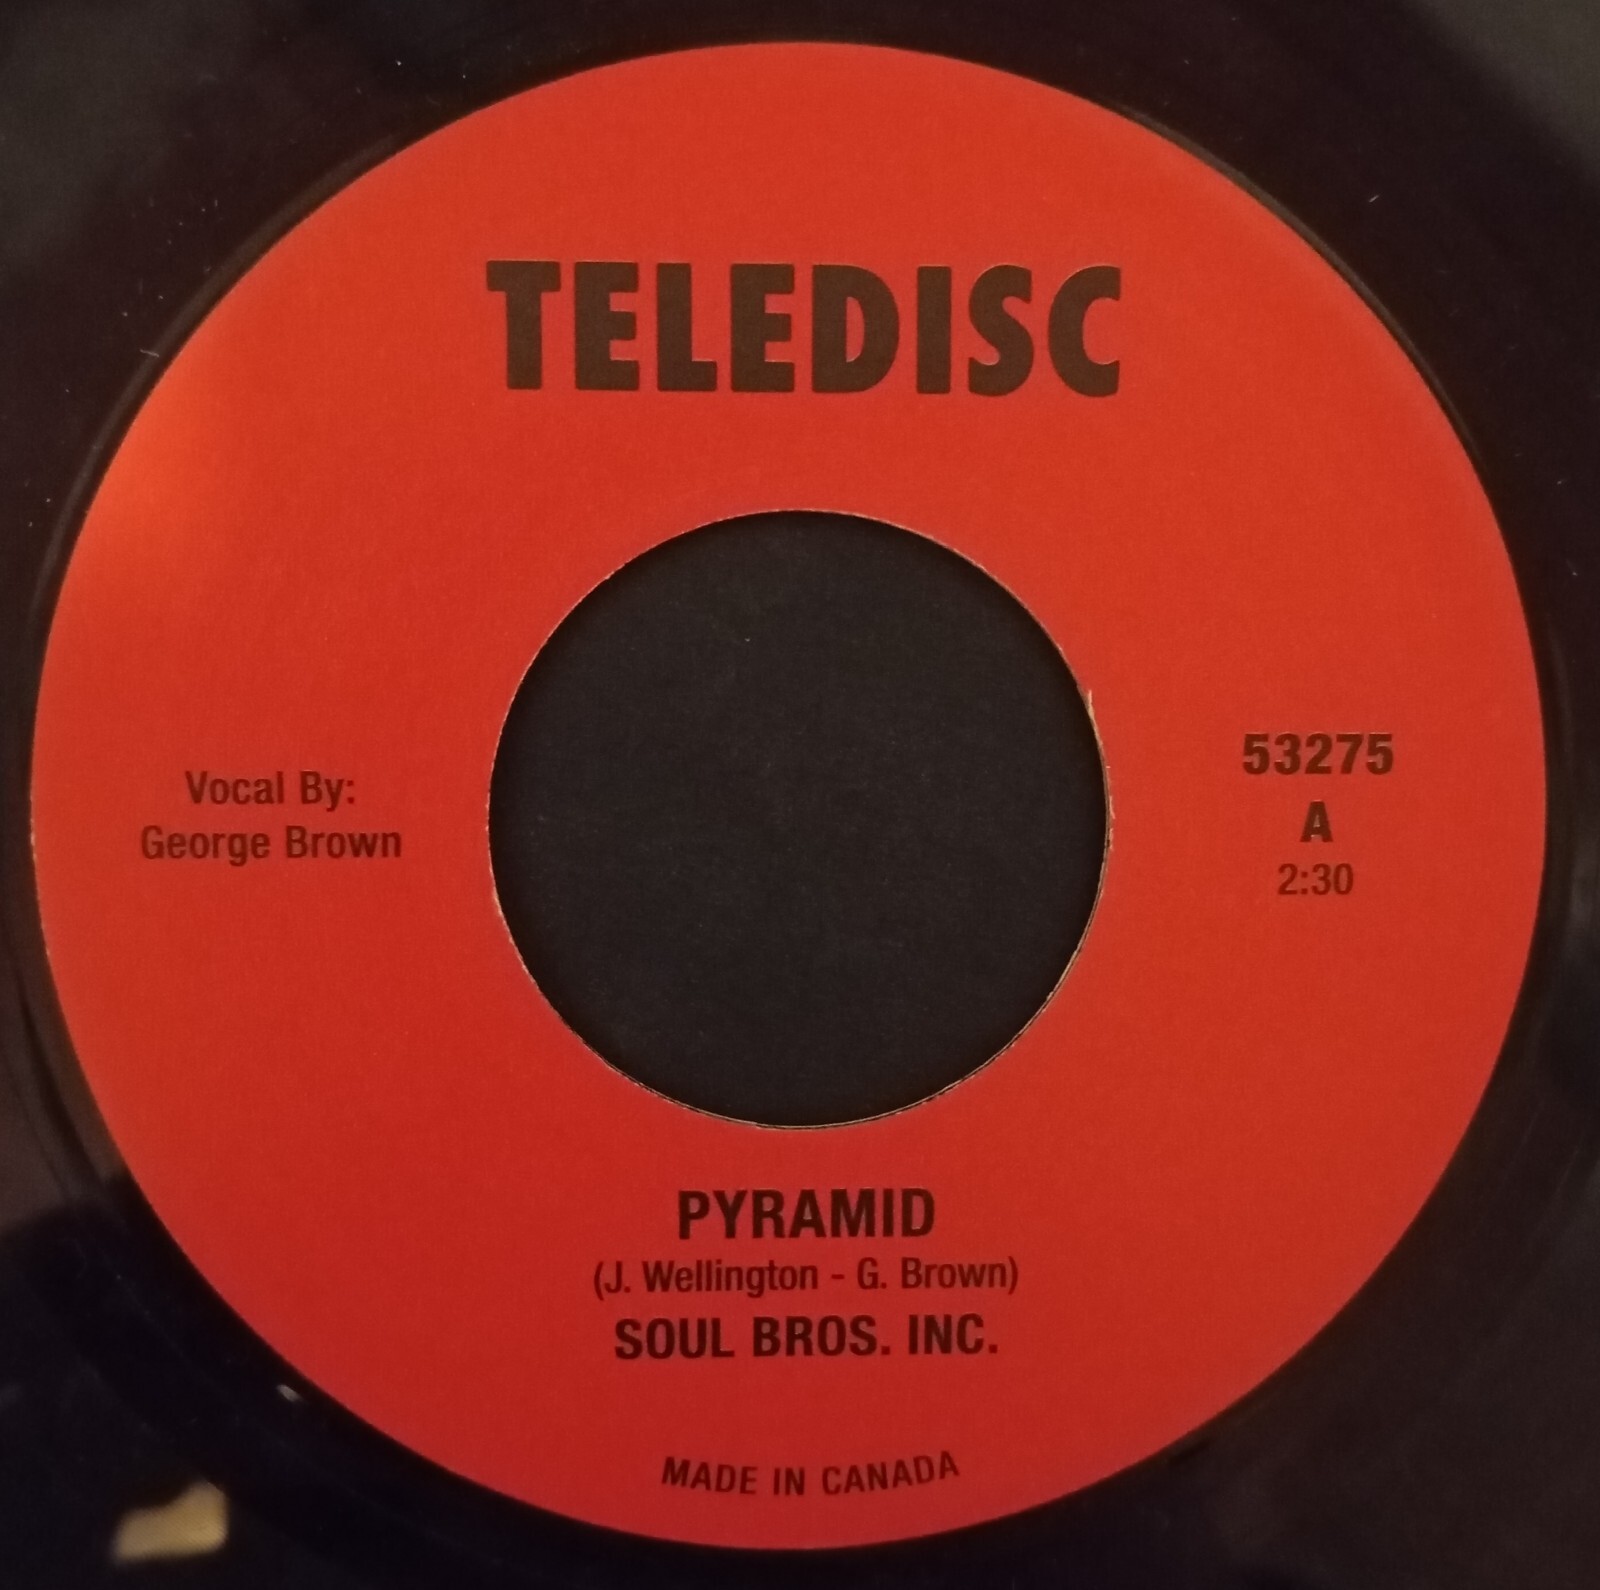 TELEDISC
Vocal By:
George Brown
53275
A
2:30
PYRAMID
(J. Wellington - G. Brown)
SOUL BROS. INC.
MADE IN CANADA